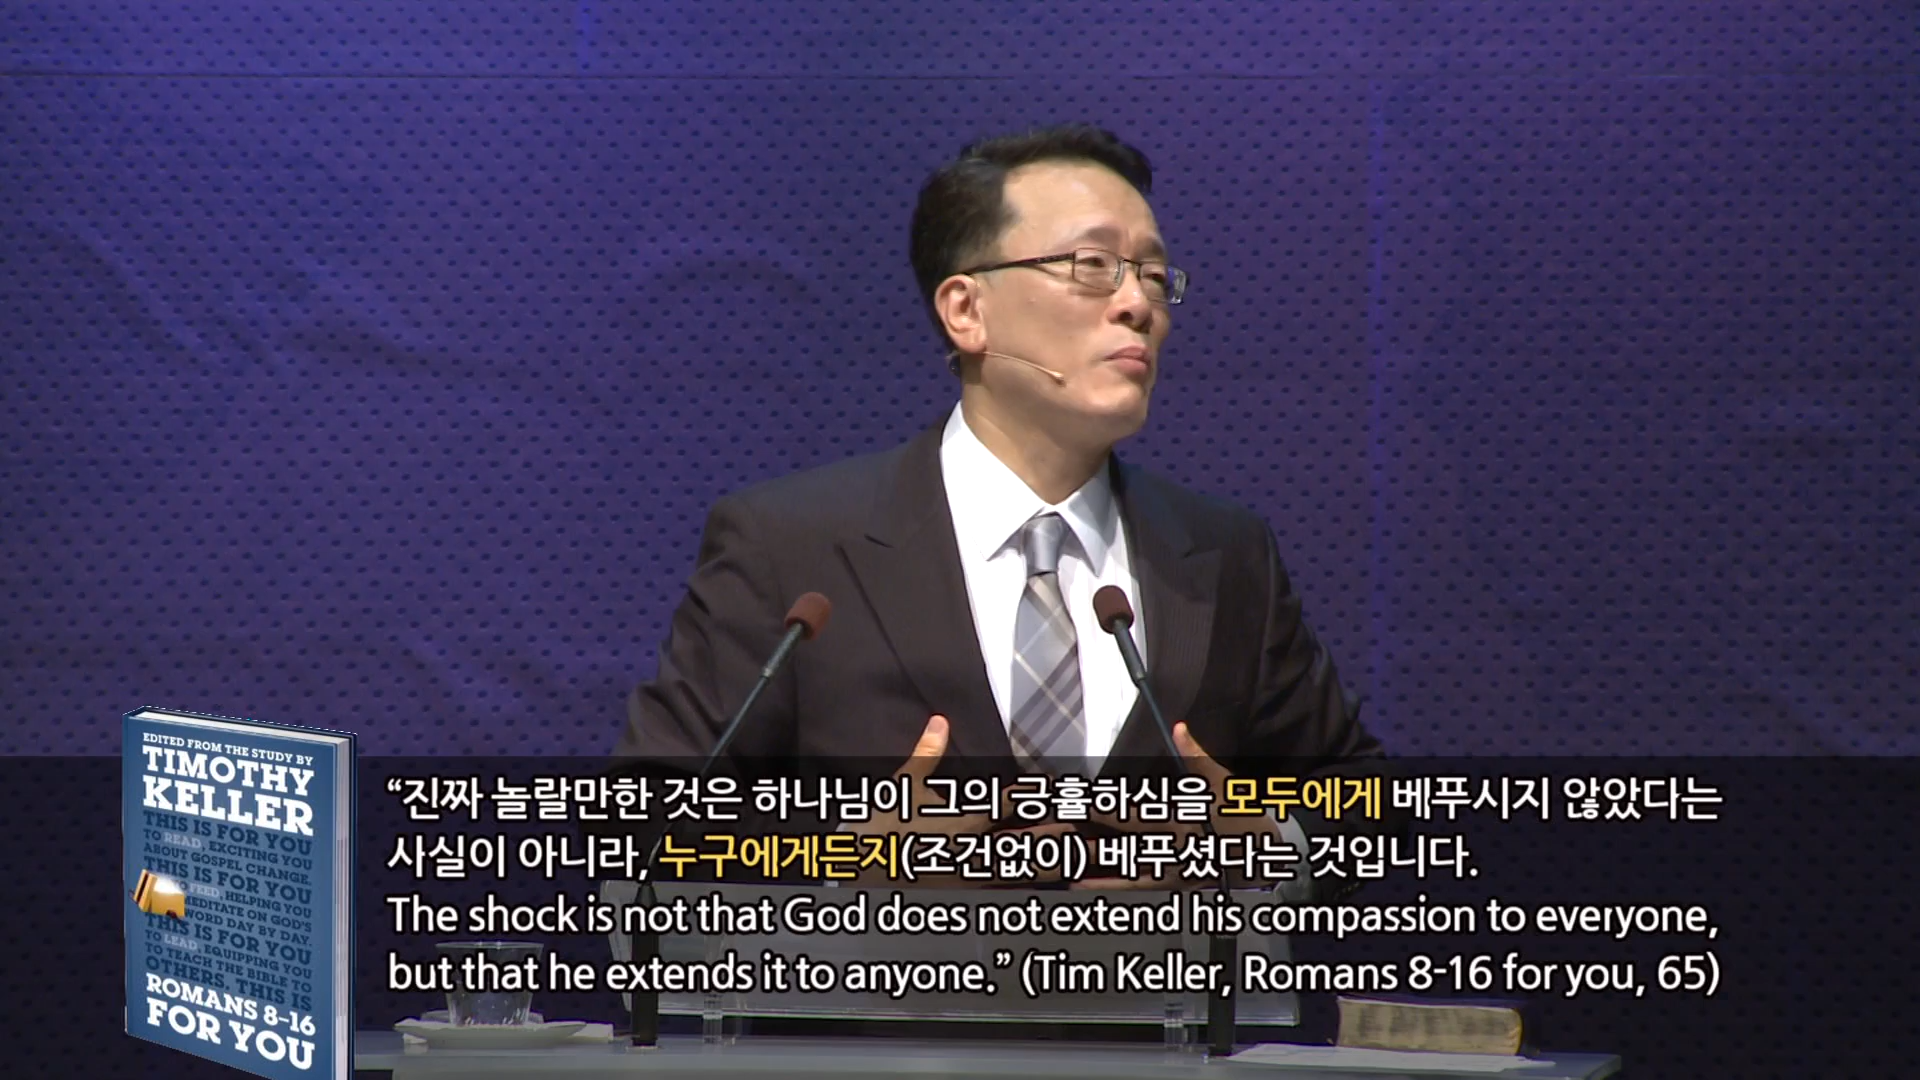 EDITED FROM THE STUDY BY
TIMOTHY
KELLER
THIS IS FOR YOU
TO READ, EXCITING YOU
ABOUT GOSPEL CHANGE.
THIS IS FOR YOU
FEED, HELPING YOU
MEDITATE ON GOD'S
WORD DAY BY DAY.
THIS IS FOR YOU
TO LEAD, EQUIPPING YOU
TO TEACH THE BIBLE TO
OTHERS. THIS IS
ROMANS 8-16
FOR YOU
“진짜 놀랄만한 것은 하나님이 그의 긍휼하심을 모두에게 베푸시지 않았다는
사실이 아니라, 누구에게든지(조건없이) 베푸셨다는 것입니다.
The shock is not that God does not extend his compassion to everyone,
but that he extends it to anyone.” (Tim Keller, Romans 8-16 for you, 65)